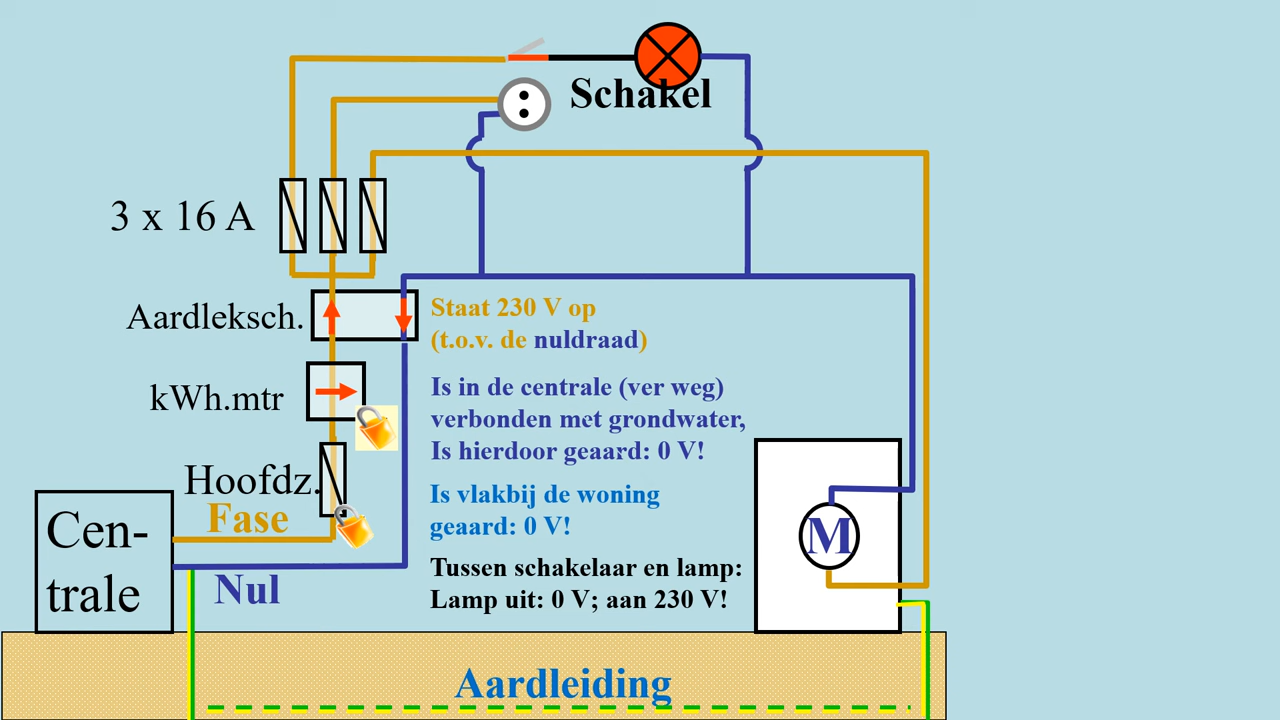 Schakel
3 x 16 A
Aardleksch.
Staat 230 V op
(t.o.v. de nuldraad)
kWh.mtr
Is in de centrale (ver weg)
verbonden met grondwater,
Is hierdoor geaard: 0 V!
Hoofdz.
Fase
Is vlakbij de woning
geaard: 0 V!
Cen-
trale
Nul
Tussen schakelaar en lamp:
Lamp uit: 0 V; aan 230 V!
M
Aardleiding